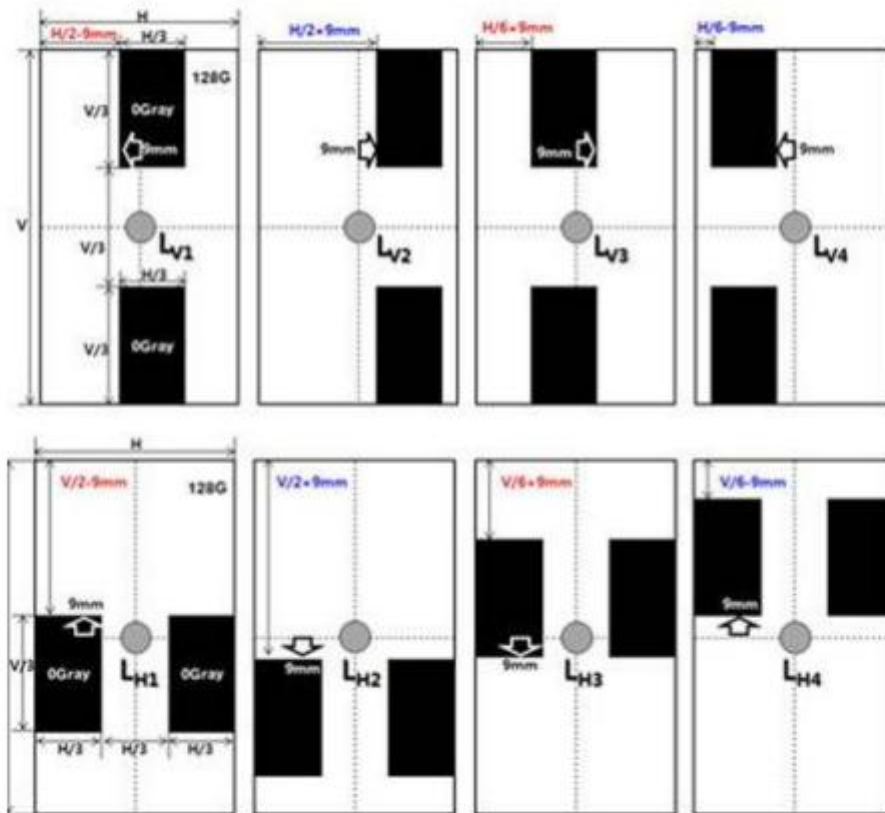 H
H/2-9mm
H/3
128G
V/3
0Gray
9mm
V
V/3
LV1
H/3
V/3
0Gray
H/2+9mm
9mm
LV2
H/6+9mm
9mm
LV3
H/6-9mm
9mm
LV4
H
V/2-9mm
128G
9mm
V/3
0Gray
LH1
0Gray
H/3
H/3
H/3
V/2+9mm
9mm
LH2
V/6+9mm
9mm
LH3
V/6-9mm
9mm
LH4